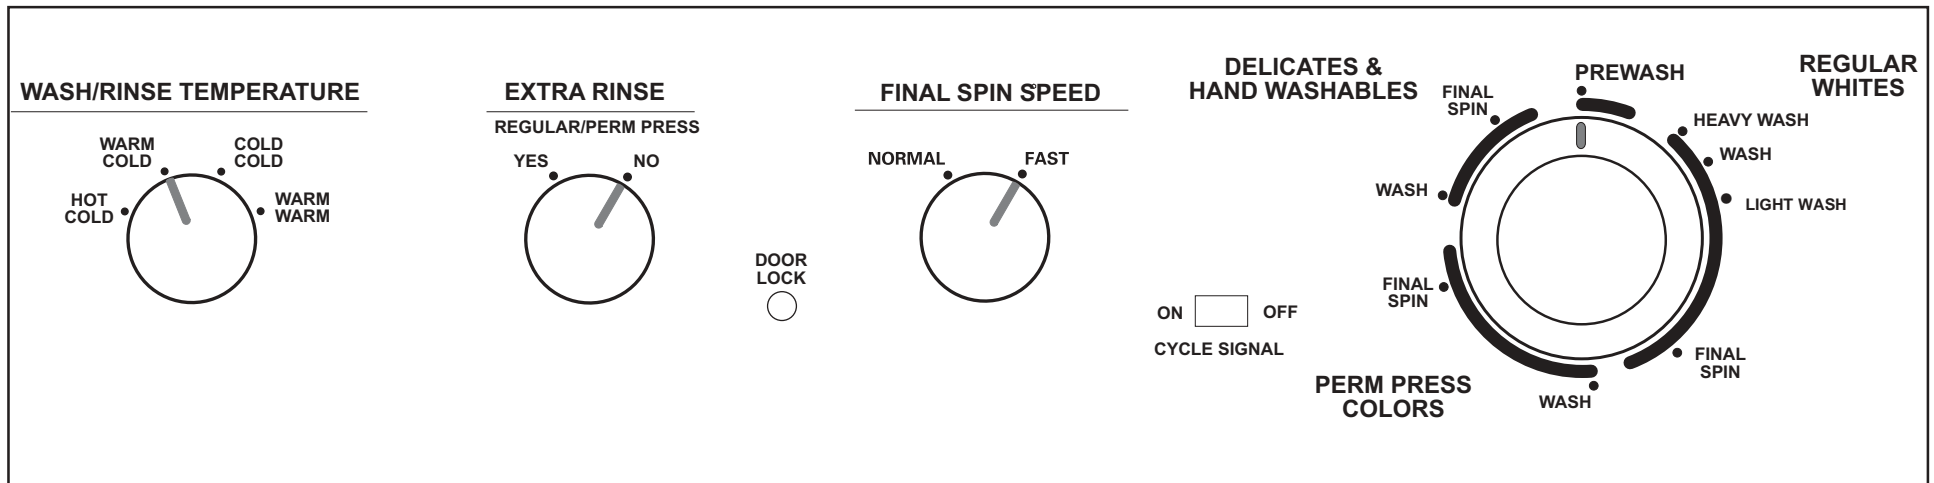 WASH/RINSE TEMPERATURE
WARM
COLD
COLD
COLD
HOT
COLD
WARM
WARM
EXTRA RINSE
REGULAR/PERM PRESS
YES
NO
DOOR
LOCK
FINAL SPIN SPEED
NORMAL
FAST
ON
OFF
CYCLE SIGNAL
DELICATES &
HAND WASHABLES
FINAL
SPIN
WASH
PREWASH
REGULAR
WHITES
HEAVY WASH
WASH
LIGHT WASH
FINAL
SPIN
PERM PRESS
COLORS
WASH
FINAL
SPIN